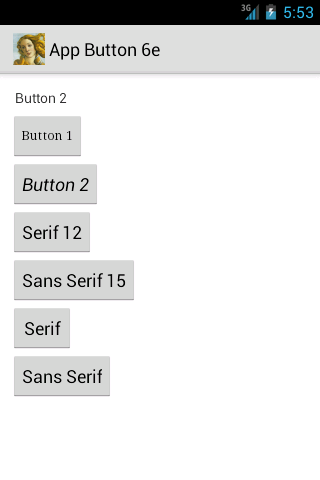 3G
5:53
App Button 6e
Button 2
Button 1
Button 2
Serif 12
Sans Serif 15
Serif
Sans Serif